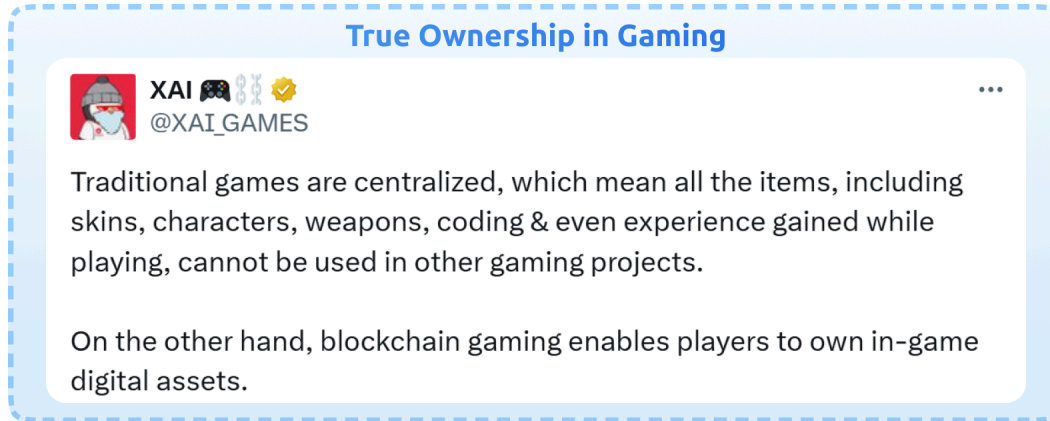 True Ownership in Gaming
XAI 🎮⛓️ 
@XAI_GAMES
Traditional games are centralized, which mean all the items, including
skins, characters, weapons, coding & even experience gained while
playing, cannot be used in other gaming projects.
On the other hand, blockchain gaming enables players to own in-game
digital assets.